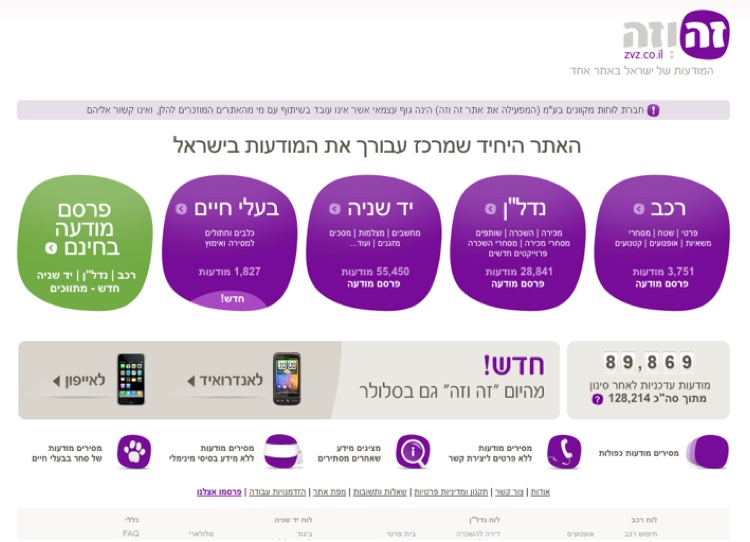 זהוזה
zvz.co.il
המודעות של ישראל באתר אחד
חברת לוחות מקוונים בע"מ (המפעילה את אתר זה וזה) הינה גוף עצמאי אשר אינו עובד בשיתוף עם מי מהאתרים המוזכרים להלן, ואינו קשור אליהם
האתר היחיד שמרכז עבורך את המודעות בישראל
רכב
פרטי | שטח | מסחרי
משאיות | אופנועים | קטנועים
3,751 מודעות
פרסם מודעה
נדל"ן
מכירה | השכרה | שותפים
מסחרי מכירה | מסחרי השכרה
פרוייקטים חדשים
28,841 מודעות
פרסם מודעה
יד שניה
מחשבים | מצלמות | מסכים
מזגנים | ועוד...
55,450 מודעות
פרסם מודעה
בעלי חיים
כלבים וחתולים
למסירה ואימוץ
1,827 מודעות
חדש!
פרסם
מודעה
בחינם
רכב | נדל"ן | יד שניה
חדש - מתווכים
89,869
מודעות עדכניות לאחר סינון
מתוך סה"כ 128,214
חדש!
מהיום "זה וזה" גם בסלולר
לאנדרואיד
לאייפון
מסירים מודעות כפולות
מסירים מודעות
ללא פרטים ליצירת קשר
מציגים מידע
שאחרים מסתירים
מסירים מודעות
ללא מידע בסיסי מינימלי
מסירים מודעות
של סחר בבעלי חיים
אודות | צור קשר | תקנון ומדיניות פרטיות | שאלות ותשובות | מפת אתר | הזדמנויות עבודה | פרסמו אצלנו
לוח רכב
לוח נדל"ן
לוח יד שניה
כללי
חיפוש רכב
אופנועים
דירה להשכרה
בית פרטי
ביגוד
סלולארי
FAQ